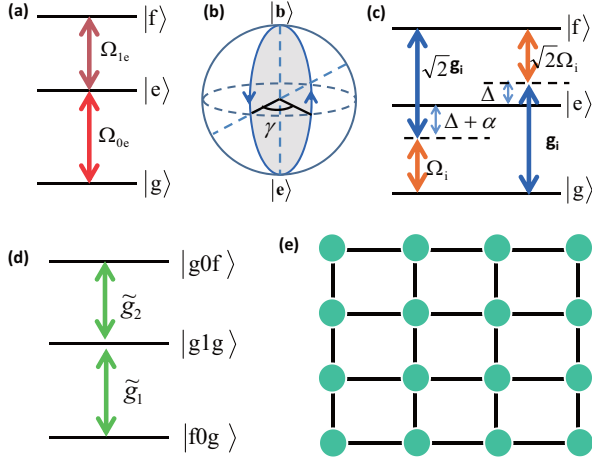 (a)
|f⟩
Ω₁ₑ
|e⟩
Ω₀ₑ
|g⟩
(b)
|b⟩
γ
|e⟩
(c)
|f⟩
√2gᵢ
√2Ωᵢ
Δ
|e⟩
Δ + α
Ωᵢ
gᵢ
|g⟩
(d)
|g0f⟩
g̃₂
|g1g⟩
g̃₁
|f0g⟩
(e)